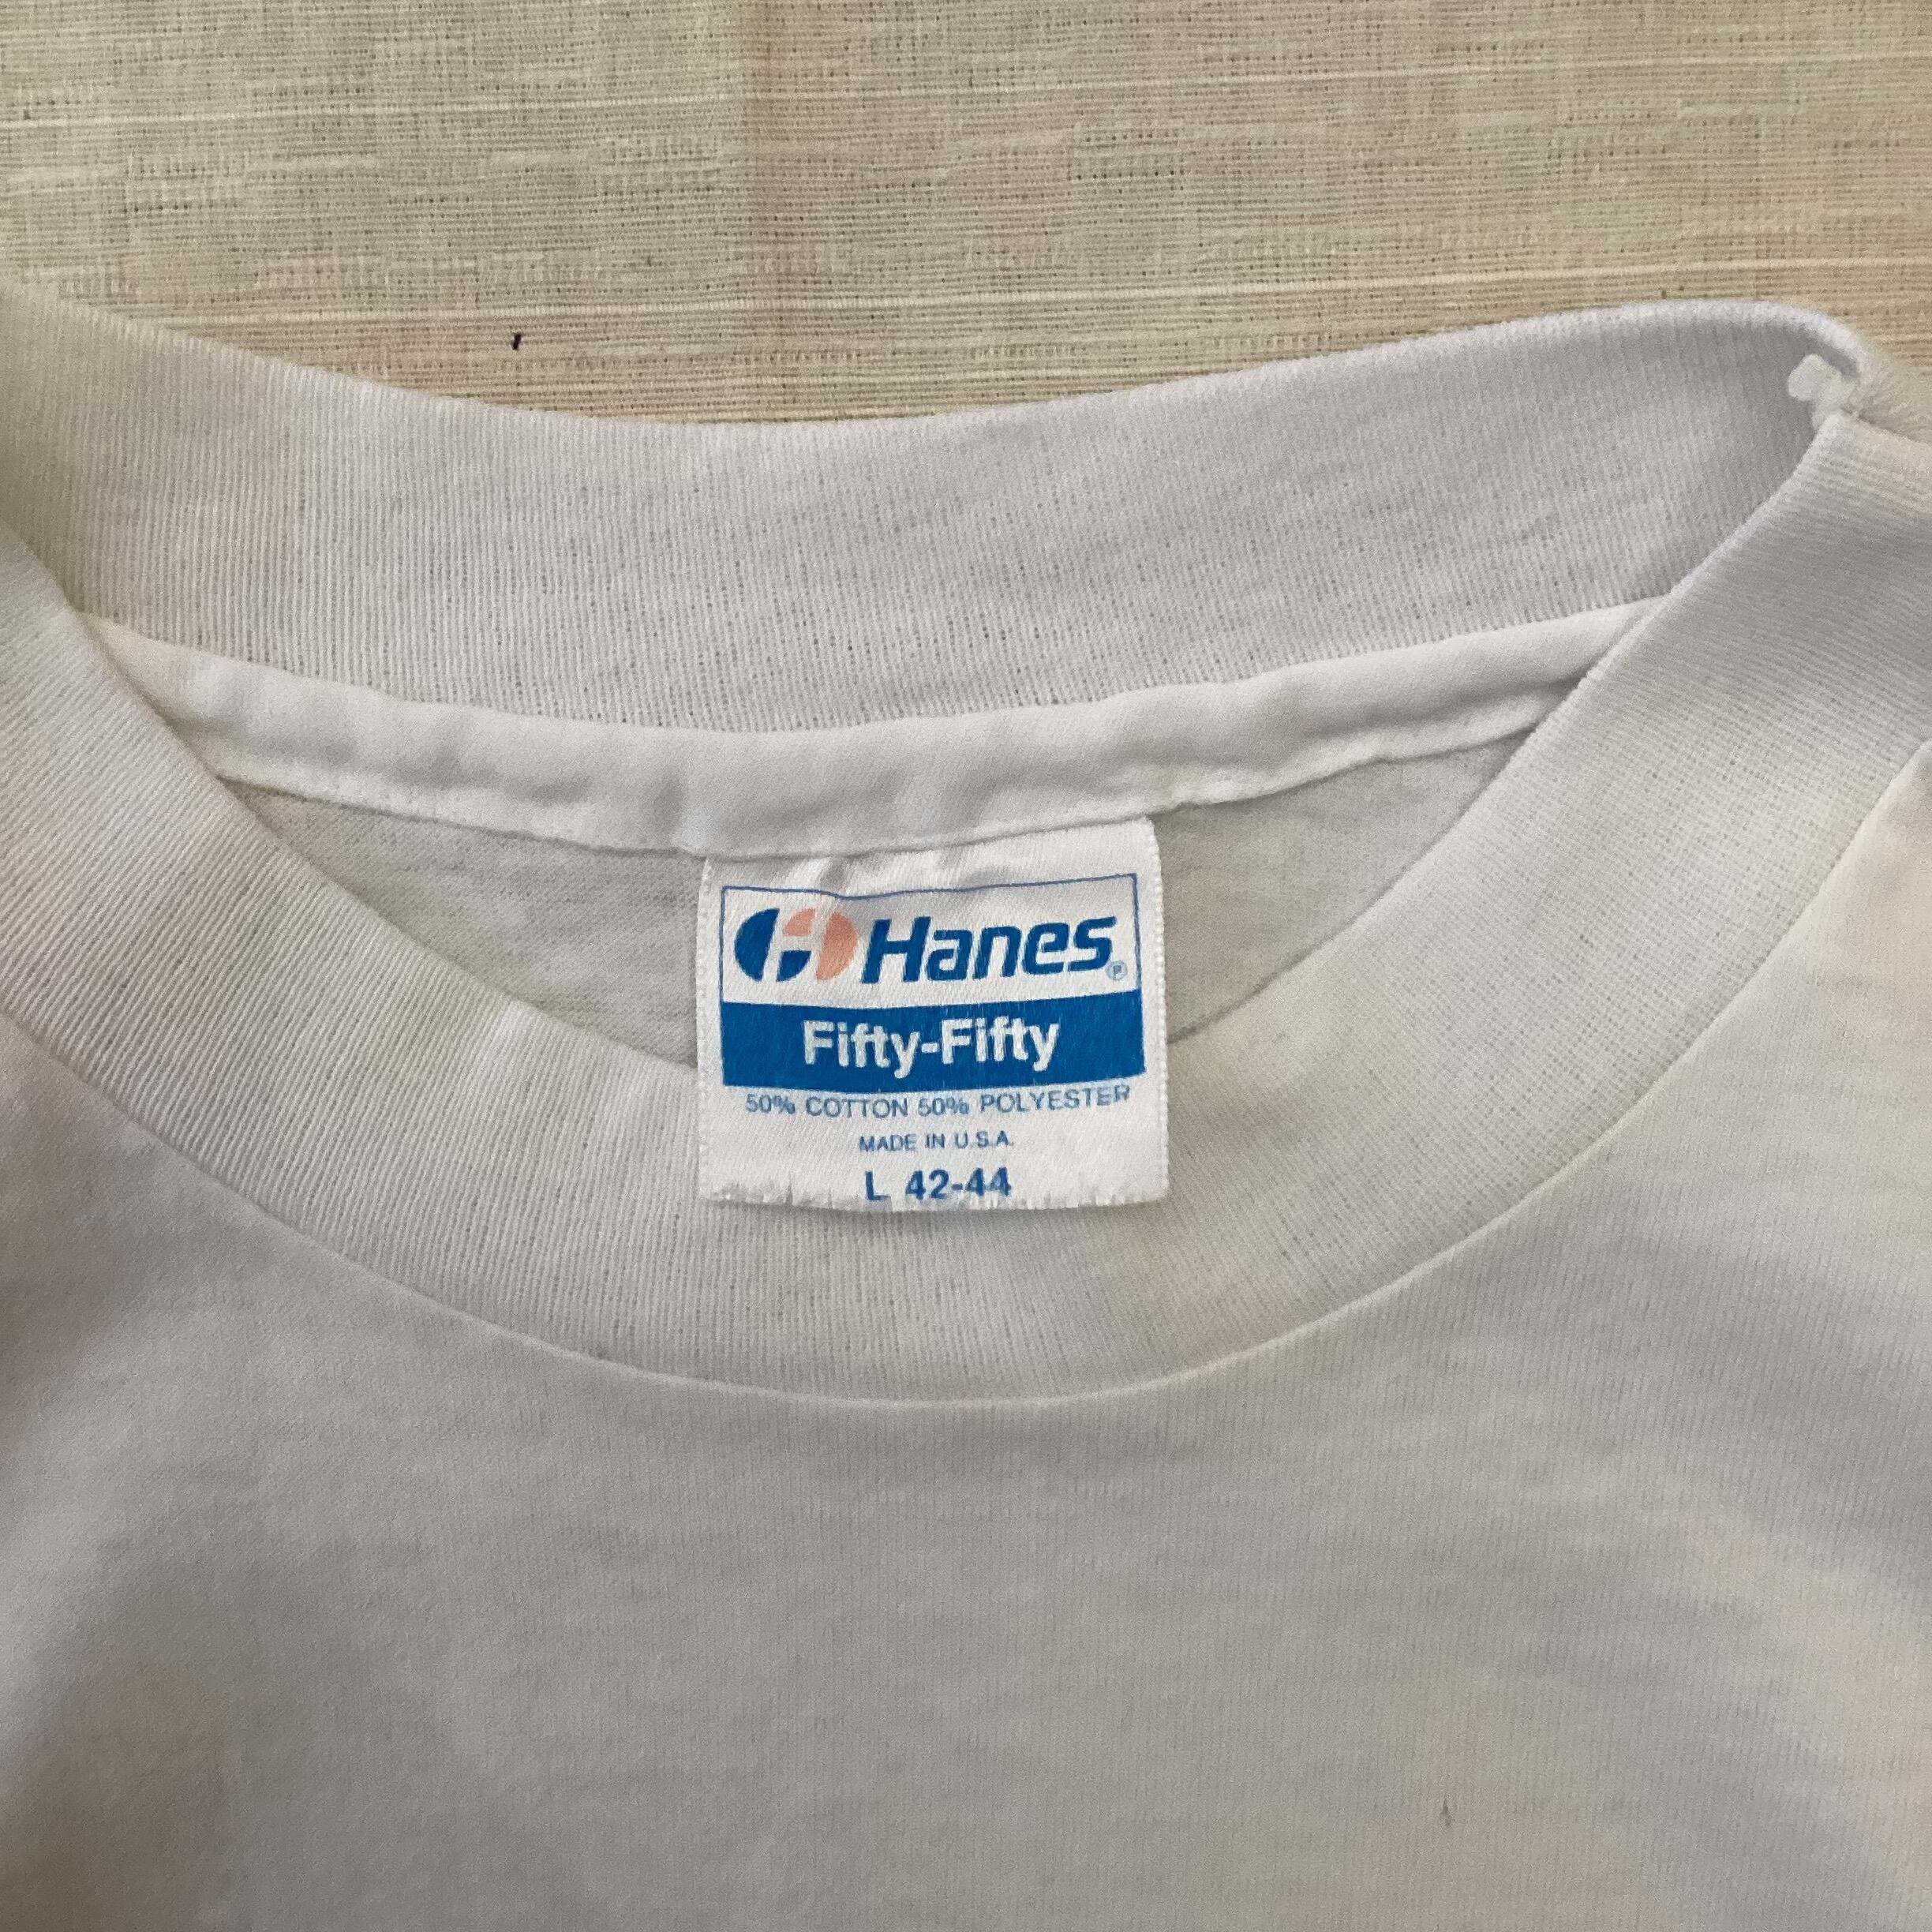 Hanes®
Fifty-Fifty
50% COTTON 50% POLYESTER
MADE IN U.S.A.
L 42-44